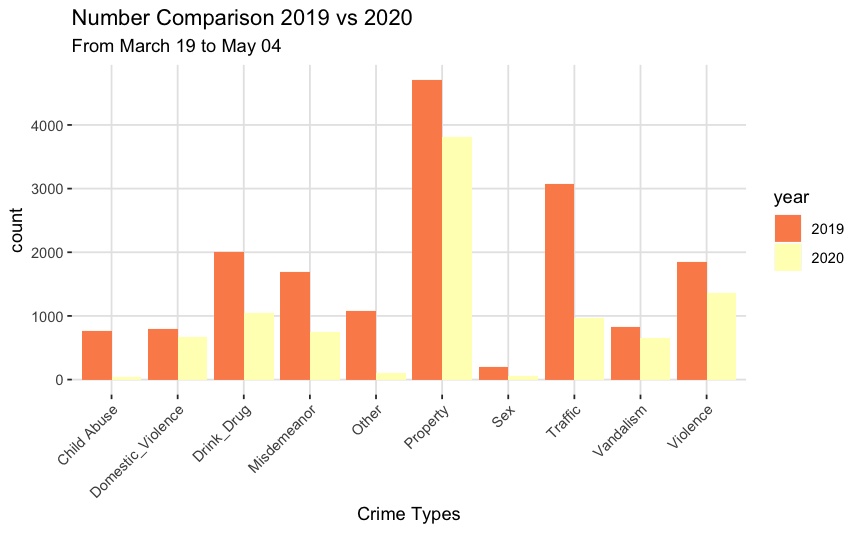 Number Comparison 2019 vs 2020
From March 19 to May 04
count
4000
3000
2000
1000
0
Child Abuse
Domestic_Violence
Drink_Drug
Misdemeanor
Other
Property
Sex
Traffic
Vandalism
Violence
Crime Types
year
2019
2020